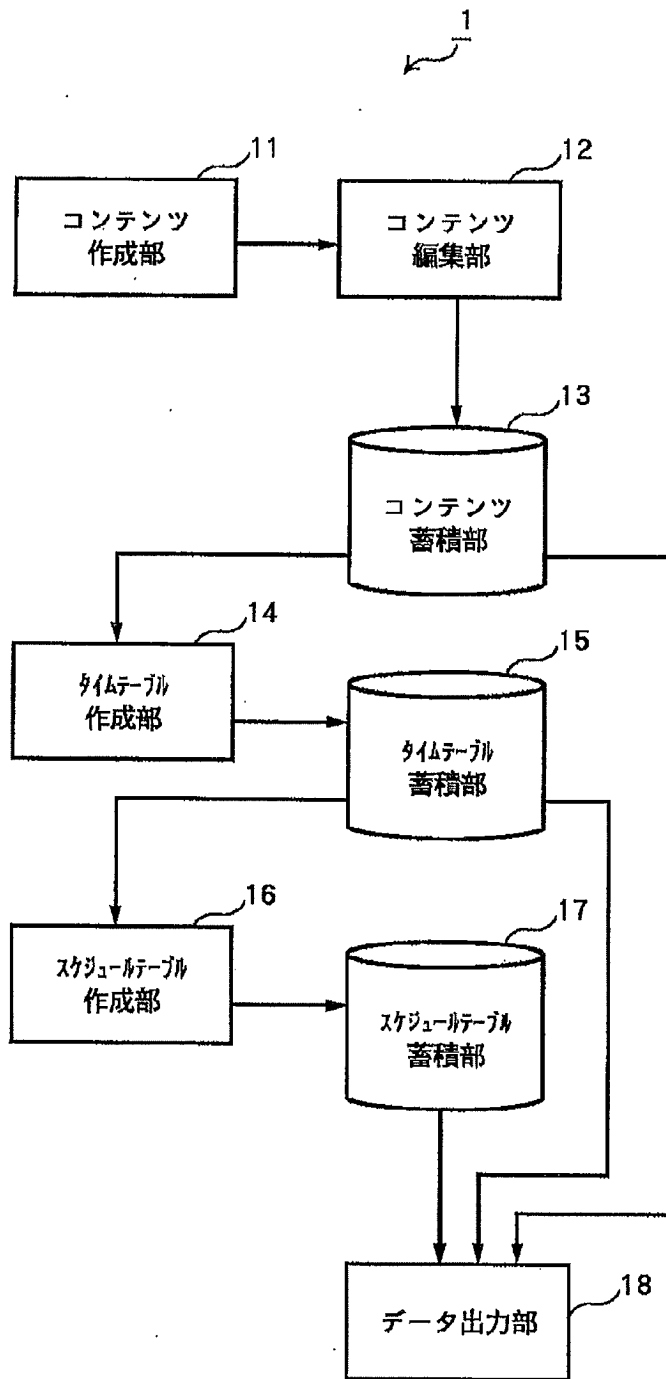 1
11
コンテンツ
作成部
12
コンテンツ
編集部
13
コンテンツ
蓄積部
14
タイムテーブル
作成部
15
タイムテーブル
蓄積部
16
スケジュールテーブル
作成部
17
スケジュールテーブル
蓄積部
18
データ出力部